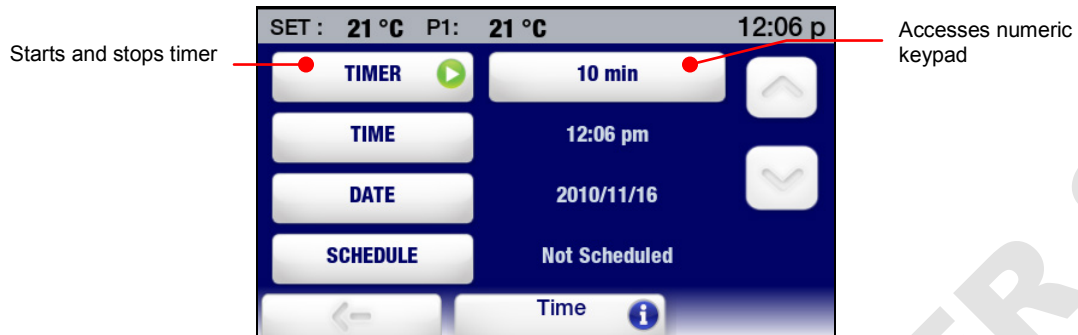 SET : 21 °C P1: 21 °C 12:06 p
Starts and stops timer
Accesses numeric
keypad
TIMER 10 min
TIME 12:06 pm
DATE 2010/11/16
SCHEDULE Not Scheduled
Time